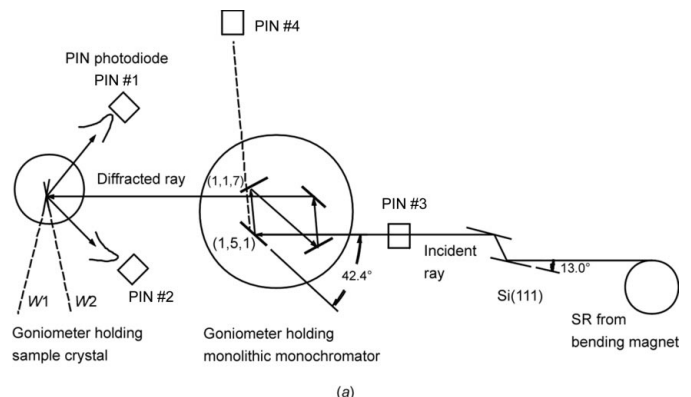 PIN #4
PIN photodiode
PIN #1
Diffracted ray
(1,1,7)
PIN #3
(1,5,1)
Incident
ray
42.4°
13.0°
Si(111)
W1
W2
PIN #2
SR from
bending magnet
Goniometer holding
sample crystal
Goniometer holding
monolithic monochromator
(a)